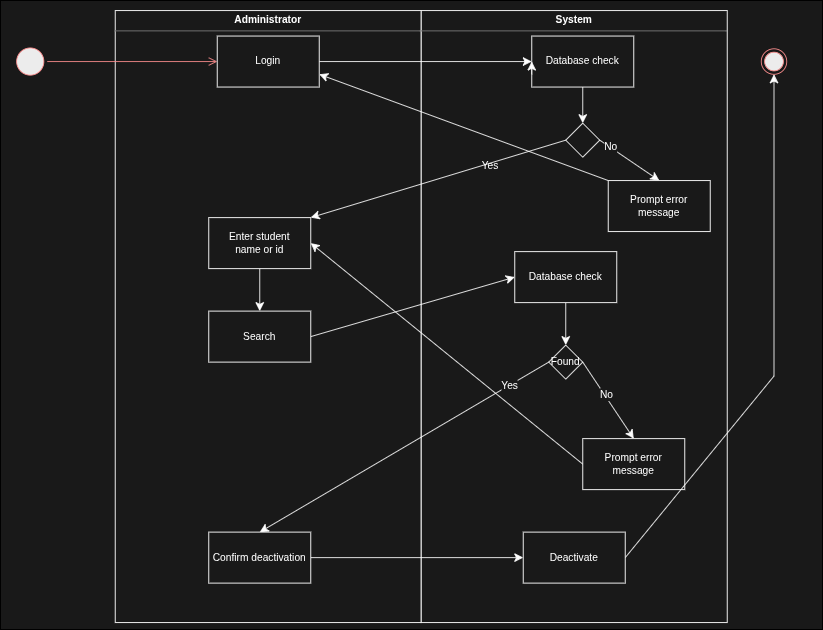 Administrator
System
Login
Database check
No
Yes
Prompt error
message
Enter student
name or id
Database check
Search
Found
Yes
No
Prompt error
message
Confirm deactivation
Deactivate